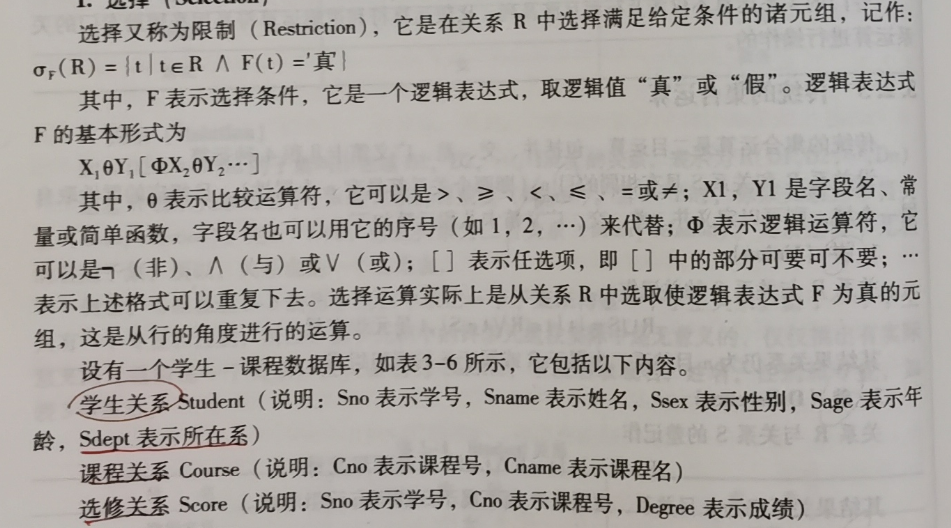 1. 选择 (Selection)
选择又称为限制 (Restriction), 它是在关系 R 中选择满足给定条件的诸元组, 记作:
σF(R) = {t | t∈R ∧ F(t) ='真'}
其中, F 表示选择条件, 它是一个逻辑表达式, 取逻辑值“真”或“假”。逻辑表达式
F 的基本形式为
X₁θY₁[ΦX₂θY₂…]
其中, θ 表示比较运算符, 它可以是>、≥、<、≤、=或≠; X1, Y1 是字段名、常
量或简单函数, 字段名也可以用它的序号 (如 1, 2, …) 来代替; Φ 表示逻辑运算符, 它
可以是¬ (非)、∧ (与) 或∨ (或); [ ] 表示任选项, 即 [ ] 中的部分可要可不要; …
表示上述格式可以重复下去。选择运算实际上是从关系 R 中选取使逻辑表达式 F 为真的元
组, 这是从行的角度进行的运算。
设有一个学生-课程数据库, 如表 3-6 所示, 它包括以下内容。
学生关系 Student (说明: Sno 表示学号, Sname 表示姓名, Ssex 表示性别, Sage 表示年
龄, Sdept 表示所在系)
课程关系 Course (说明: Cno 表示课程号, Cname 表示课程名)
选修关系 Score (说明: Sno 表示学号, Cno 表示课程号, Degree 表示成绩)